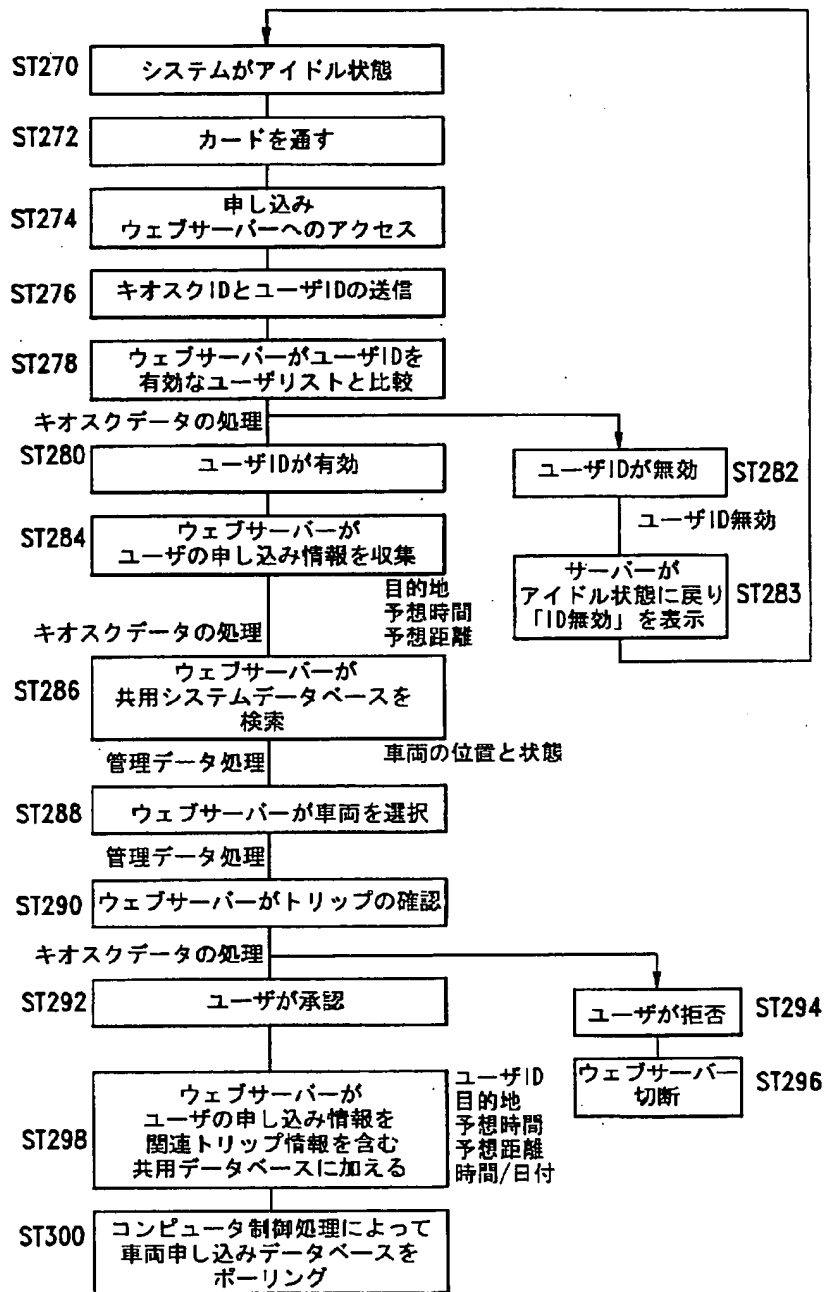 ST270
システムがアイドル状態
ST272
カードを通す
ST274
申し込み
ウェブサーバーへのアクセス
ST276
キオスクIDとユーザIDの送信
ST278
ウェブサーバーがユーザIDを
有効なユーザリストと比較
キオスクデータの処理
ST280
ユーザIDが有効
ユーザIDが無効
ST282
ユーザID無効
ST284
ウェブサーバーが
ユーザの申し込み情報を収集
サーバーが
アイドル状態に戻り
「ID無効」を表示
ST283
目的地
予想時間
予想距離
キオスクデータの処理
ST286
ウェブサーバーが
共用システムデータベースを
検索
車両の位置と状態
管理データ処理
ST288
ウェブサーバーが車両を選択
管理データ処理
ST290
ウェブサーバーがトリップの確認
キオスクデータの処理
ST292
ユーザが承認
ユーザが拒否
ST294
ウェブサーバー
切断
ST296
ST298
ウェブサーバーが
ユーザの申し込み情報を
関連トリップ情報を含む
共用データベースに加える
ユーザID
目的地
予想時間
予想距離
時間/日付
ST300
コンピュータ制御処理によって
車両申し込みデータベースを
ポーリング